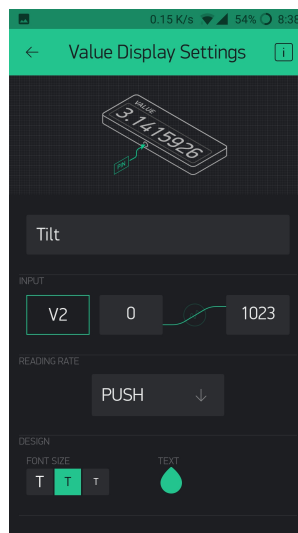 0.15 K/s 54% 8:38
Value Display Settings i
VALUE
3.1415926
PIN
Tilt
INPUT
V2 0 1023
READING RATE
PUSH
DESIGN
FONT SIZE TEXT
T T T